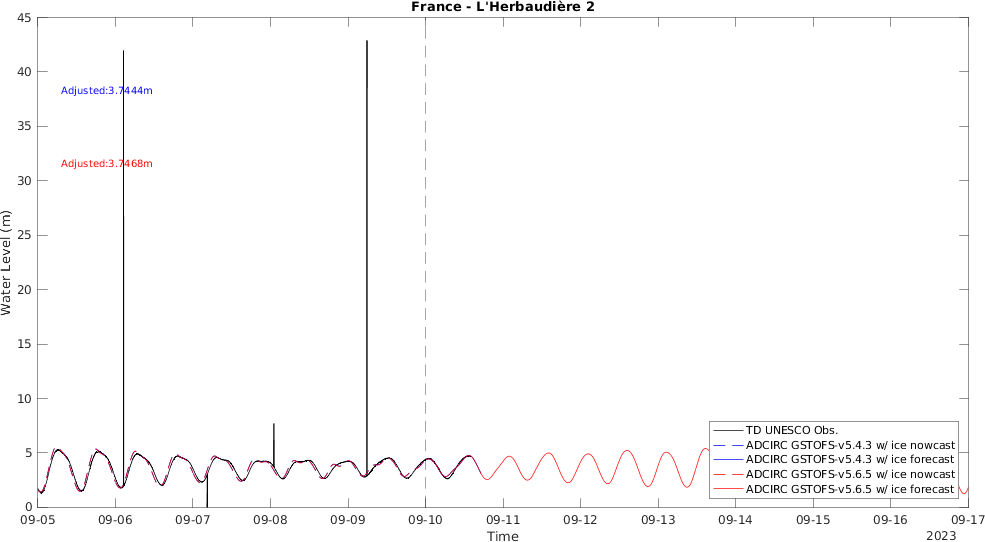 France - L'Herbaudière 2
45
40
35
30
25
20
15
10
5
0
Water Level (m)
Adjusted:3.7444m
Adjusted:3.7468m
TD UNESCO Obs.
ADCIRC GSTOFS-v5.4.3 w/ ice nowcast
ADCIRC GSTOFS-v5.4.3 w/ ice forecast
ADCIRC GSTOFS-v5.6.5 w/ ice nowcast
ADCIRC GSTOFS-v5.6.5 w/ ice forecast
09-05 09-06 09-07 09-08 09-09 09-10 09-11 09-12 09-13 09-14 09-15 09-16 09-17
Time
2023